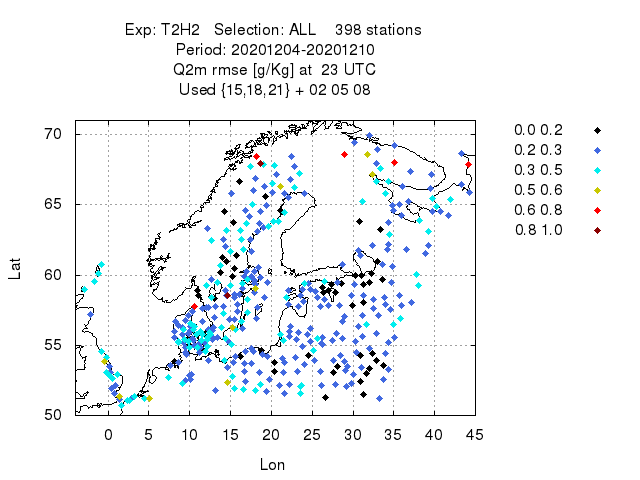 Exp: T2H2   Selection: ALL    398 stations
Period: 20201204-20201210
Q2m rmse [g/Kg] at  23 UTC
Used {15,18,21} + 02 05 08
70
65
60
55
50
Lat
0 5 10 15 20 25 30 35 40 45
Lon
0.0 0.2
0.2 0.3
0.3 0.5
0.5 0.6
0.6 0.8
0.8 1.0